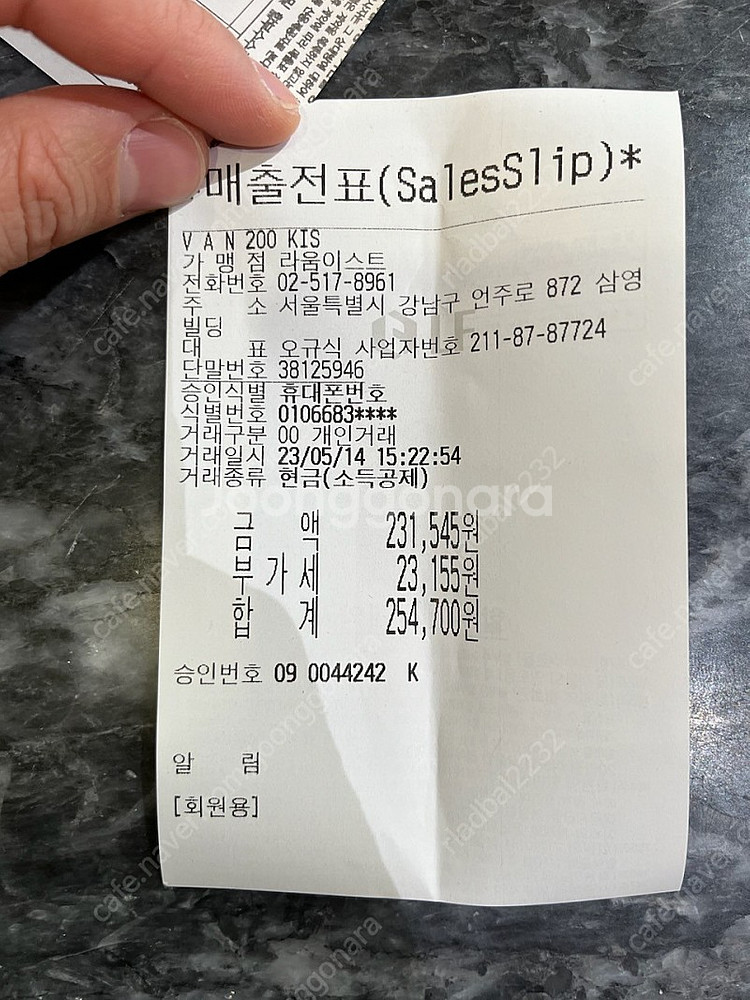 매출전표(SalesSlip)*
V A N 200 KIS
가 맹 점 라움이스트
전화번호 02-517-8961
주 소 서울특별시 강남구 언주로 872 삼영
빌딩
대 표 오규식 사업자번호 211-87-87724
단말번호 38125946
승인식별 휴대폰번호
식별번호 0106683****
거래구분 00 개인거래
거래일시 23/05/14 15:22:54
거래종류 현금(소득공제)
joonggonara
금 액 231,545원
부 가 세 23,155원
합 계 254,700원
승인번호 09 0044242 K
알 림
[회원용]